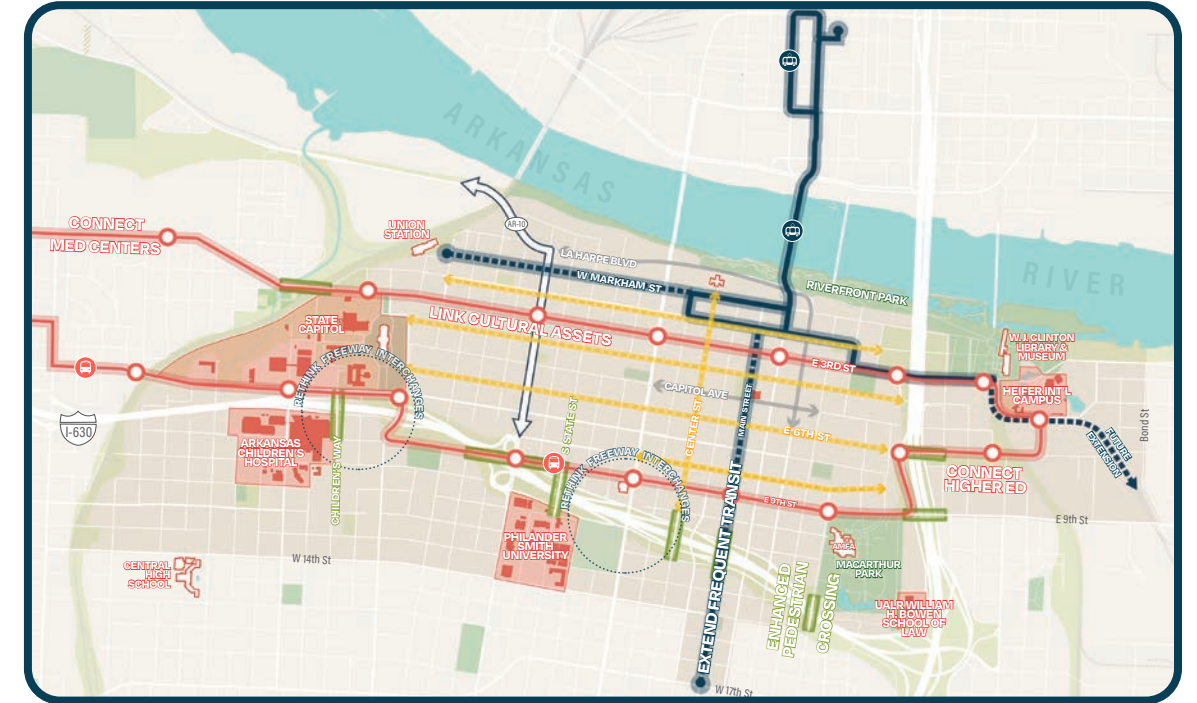 ARKANSAS
RIVER
CONNECT
MED CENTERS
UNION
STATION
AR-10
LA HARPE BLVD
W MARKHAM ST
RIVERFRONT PARK
STATE
CAPITOL
LINK CULTURAL ASSETS
E 3RD ST
W.J. CLINTON
LIBRARY &
MUSEUM
HEIFER INT'L
CAMPUS
RETHINK FREEWAY INTERCHANGES
CAPITOL AVE
MAIN STREET
CENTER ST
E 6TH ST
Bond St
FUTURE
EXTENSION
I-630
ARKANSAS
CHILDREN'S
HOSPITAL
CHILDREN'S WAY
S STATE ST
RETHINK FREEWAY INTERCHANGES
CONNECT
HIGHER ED
E 9TH ST
E 9th St
PHILANDER
SMITH
UNIVERSITY
EXTEND FREQUENT TRANSIT
AMFA
MACARTHUR
PARK
W 14th St
CENTRAL
HIGH
SCHOOL
ENHANCED
PEDESTRIAN
CROSSING
UALR WILLIAM
H. BOWEN
SCHOOL OF
LAW
W 17th St